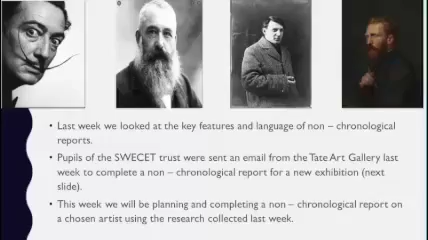 • Last week we looked at the key features and language of non – chronological
reports.
• Pupils of the SWECET trust were sent an email from the Tate Art Gallery last
week to complete a non – chronological report for a new exhibition (next
slide).
• This week we will be planning and completing a non – chronological report on
a chosen artist using the research collected last week.